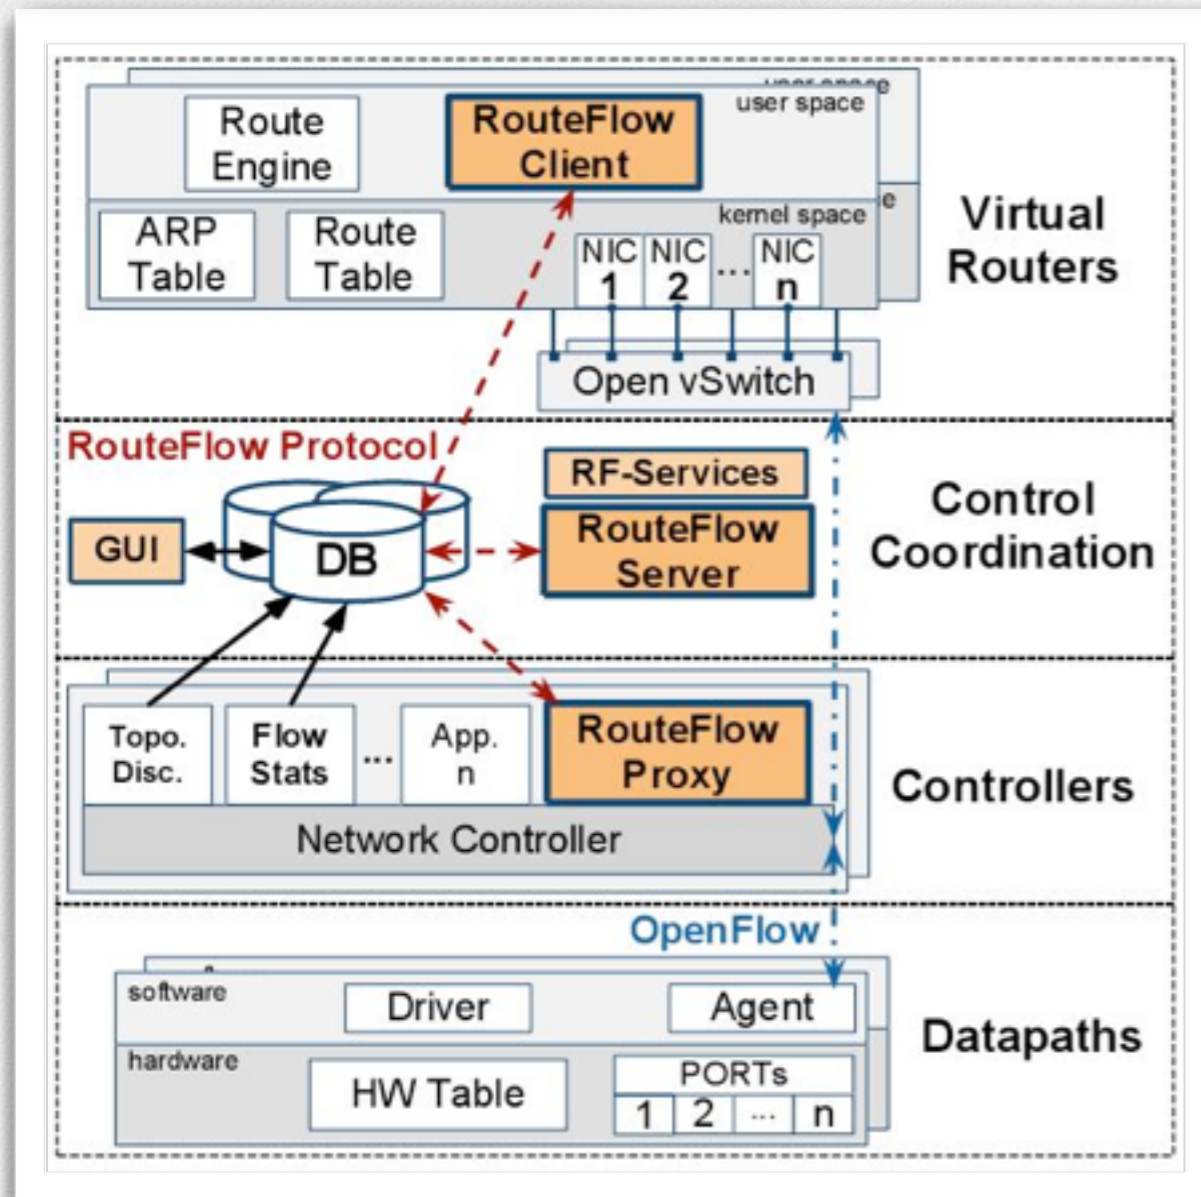 user space
user space
Route
Engine
RouteFlow
Client
kernel space
ARP
Table
Route
Table
NIC
1
NIC
2
...
NIC
n
Open vSwitch
Virtual
Routers
RouteFlow Protocol
GUI
DB
RF-Services
RouteFlow
Server
Control
Coordination
Topo.
Disc.
Flow
Stats
...
App.
n
RouteFlow
Proxy
Network Controller
Controllers
OpenFlow
software
Driver
Agent
hardware
HW Table
PORTs
1 2 ... n
Datapaths